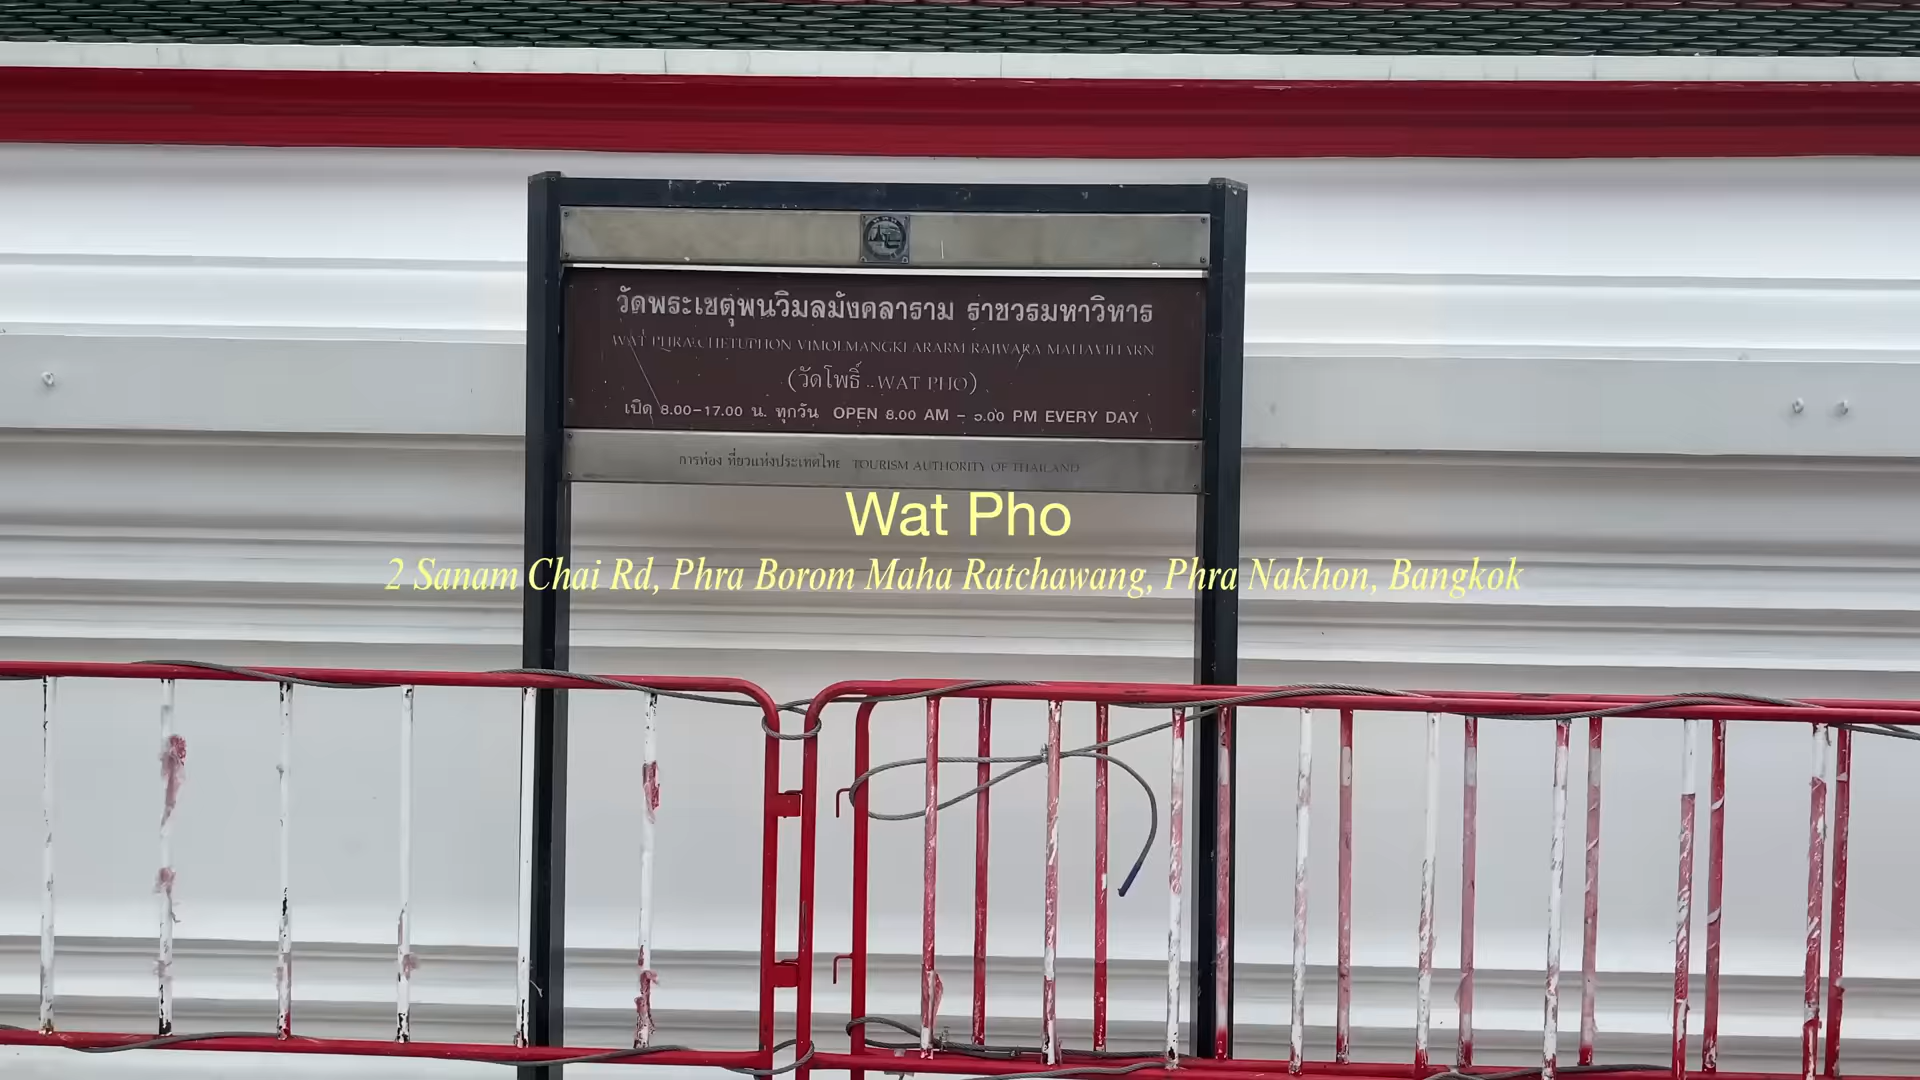 วัดพระเชตุพนวิมลมังคลาราม ราชวรมหาวิหาร
WAT PHRA CHETUPHON VIMOLMANGKLARARM RAJWARA MAHAVIHARN
(วัดโพธิ์ .. WAT PHO)
เปิด 8.00-17.00 น. ทุกวัน OPEN 8.00 AM - 5.00 PM EVERY DAY
การท่อง ที่ยวแห่งประเทศไทย TOURISM AUTHORITY OF THAILAND
Wat Pho
2 Sanam Chai Rd, Phra Borom Maha Ratchawang, Phra Nakhon, Bangkok